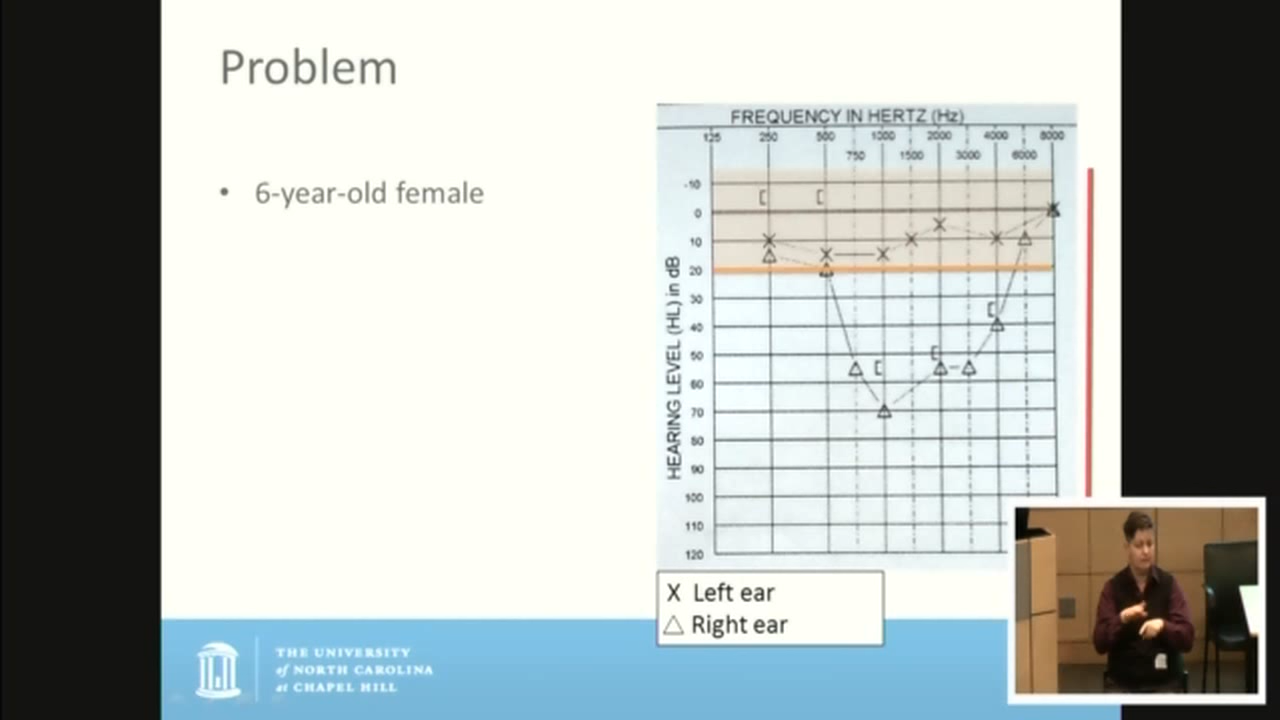 Problem
• 6-year-old female
FREQUENCY IN HERTZ (Hz)
125 250 500 1000 2000 4000 8000
750 1500 3000 6000
HEARING LEVEL (HL) in dB
-10
0
10
20
30
40
50
60
70
80
90
100
110
120
X Left ear
△ Right ear
THE UNIVERSITY
of NORTH CAROLINA
at CHAPEL HILL